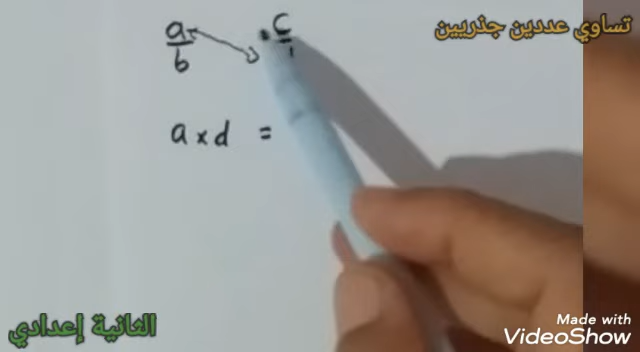 تساوي عددين جذريين
a/b c/
a × d =
الثانية إعدادي
Made with
VideoShow